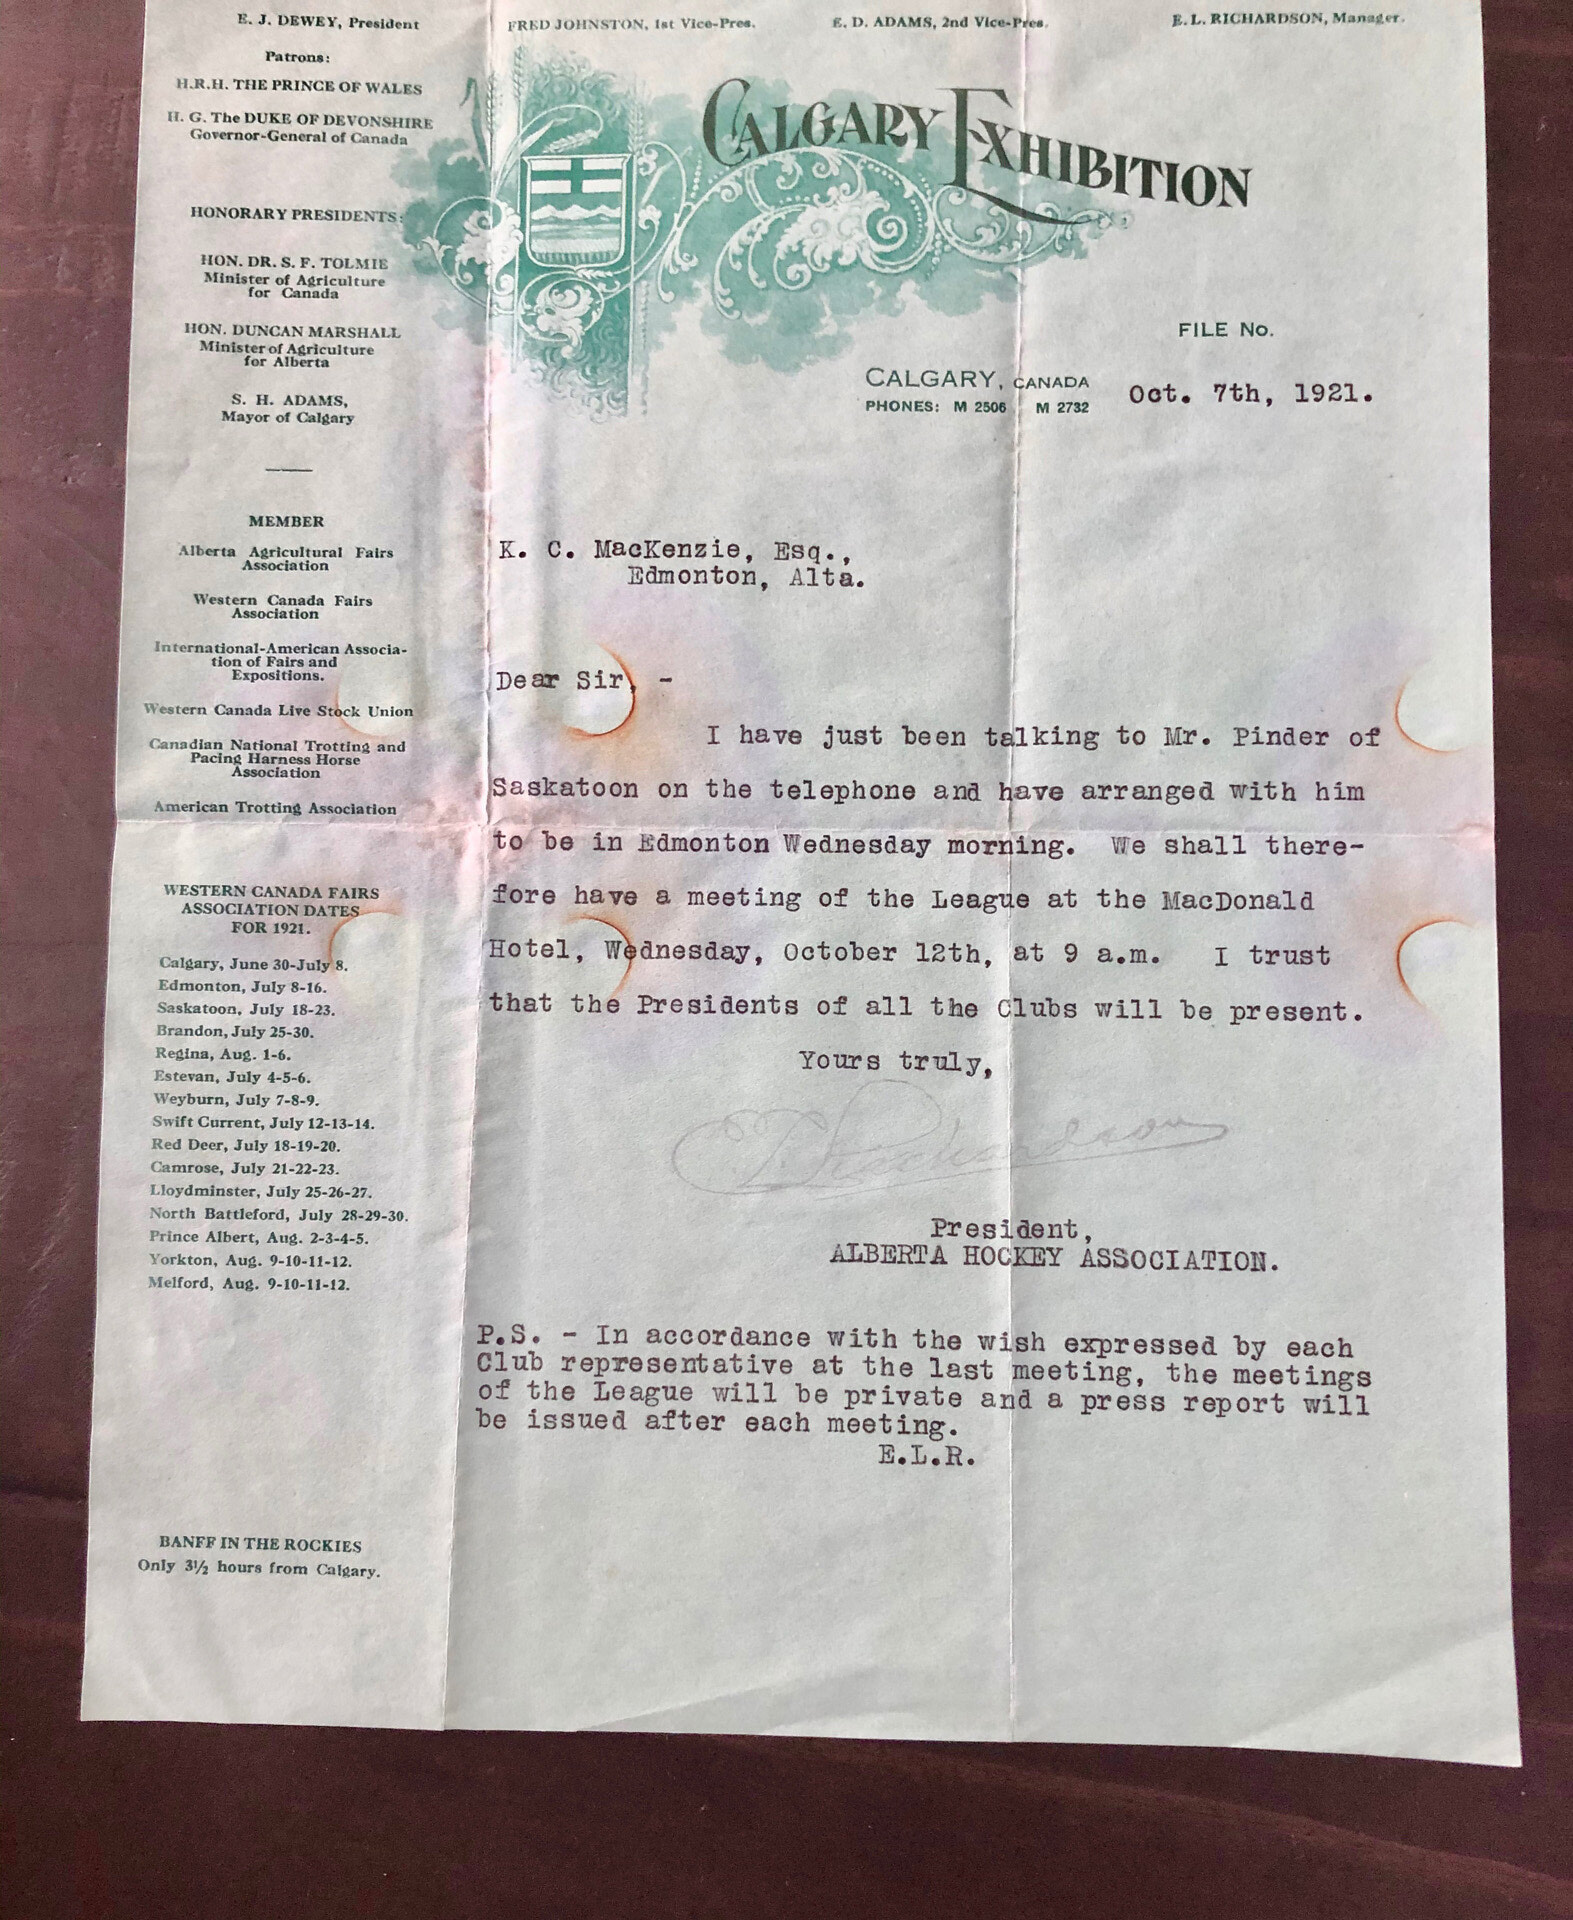 E. J. DEWEY, President
FRED JOHNSTON, 1st Vice-Pres.
E. D. ADAMS, 2nd Vice-Pres.
E. L. RICHARDSON, Manager.
Patrons:
H.R.H. THE PRINCE OF WALES
H. G. The DUKE OF DEVONSHIRE
Governor-General of Canada
HONORARY PRESIDENTS:
HON. DR. S. F. TOLMIE
Minister of Agriculture
for Canada
HON. DUNCAN MARSHALL
Minister of Agriculture
for Alberta
S. H. ADAMS,
Mayor of Calgary
MEMBER
Alberta Agricultural Fairs
Association
Western Canada Fairs
Association
International-American Associa-
tion of Fairs and
Expositions.
Western Canada Live Stock Union
Canadian National Trotting and
Pacing Harness Horse
Association
American Trotting Association
WESTERN CANADA FAIRS
ASSOCIATION DATES
FOR 1921.
Calgary, June 30-July 8.
Edmonton, July 8-16.
Saskatoon, July 18-23.
Brandon, July 25-30.
Regina, Aug. 1-6.
Estevan, July 4-5-6.
Weyburn, July 7-8-9.
Swift Current, July 12-13-14.
Red Deer, July 18-19-20.
Camrose, July 21-22-23.
Lloydminster, July 25-26-27.
North Battleford, July 28-29-30.
Prince Albert, Aug. 2-3-4-5.
Yorkton, Aug. 9-10-11-12.
Melford, Aug. 9-10-11-12.
BANFF IN THE ROCKIES
Only 3½ hours from Calgary.
CALGARY EXHIBITION
FILE No.
CALGARY, CANADA
PHONES: M 2506 M 2732
Oct. 7th, 1921.
K. C. MacKenzie, Esq.,
Edmonton, Alta.
Dear Sir, -
I have just been talking to Mr. Pinder of
Saskatoon on the telephone and have arranged with him
to be in Edmonton Wednesday morning. We shall there-
fore have a meeting of the League at the MacDonald
Hotel, Wednesday, October 12th, at 9 a.m. I trust
that the Presidents of all the Clubs will be present.
Yours truly,
E. L. Richardson
President,
ALBERTA HOCKEY ASSOCIATION.
P.S. - In accordance with the wish expressed by each
Club representative at the last meeting, the meetings
of the League will be private and a press report will
be issued after each meeting.
E.L.R.